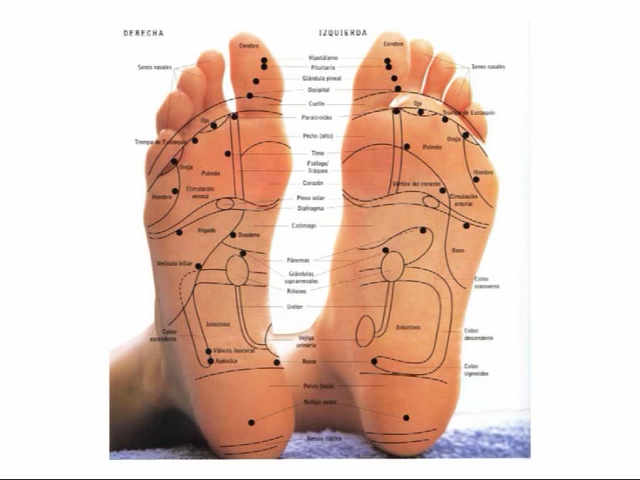 DERECHA
IZQUIERDA
Cerebro
Cerebro
Hipotálamo
Pituitaria
Glándula pineal
Occipital
Cuello
Paratiroides
Pecho (alto)
Timo
Esófago/
Tráquea
Corazón
Plexo solar
Diafragma
Estómago
Páncreas
Glándulas
suprarrenales
Riñones
Uréter
Vejiga
urinaria
Recto
Pelvis (baja)
Reflejo pedal
Nervio ciático
Senos nasales
Ojo
Trompa de Eustaquio
Oreja
Pulmón
Hombro
Circulación
venosa
Hígado
Duodeno
Vesícula biliar
Intestinos
Colon
ascendente
Válvula ileocecal
Apéndice
Senos nasales
Ojo
Trompa de Eustaquio
Oreja
Pulmón
Hombro
Vértice del corazón
Circulación
arterial
Bazo
Colon
transverso
Intestinos
Colon
descendente
Colon
sigmoideo